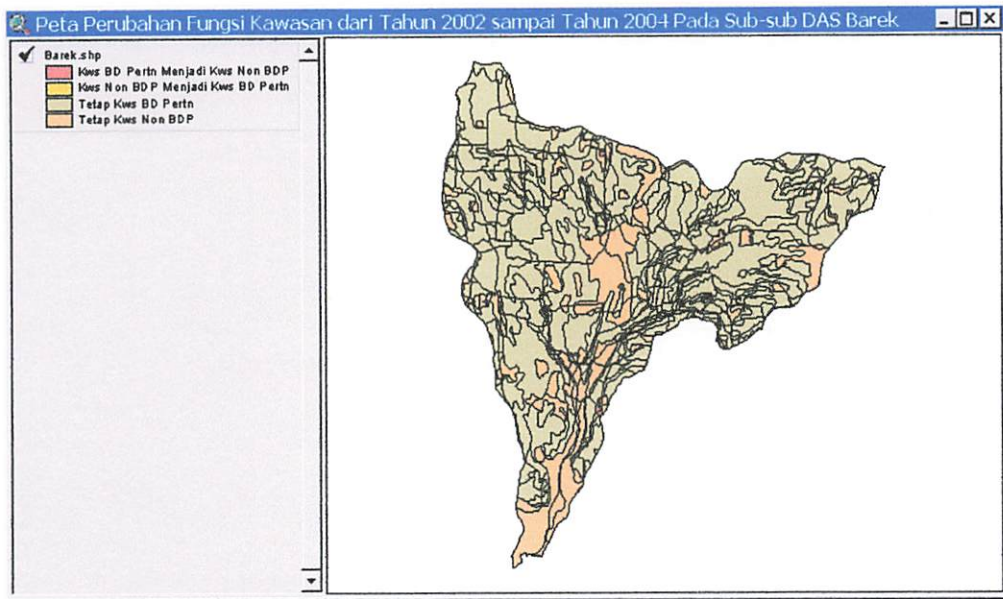 Peta Perubahan Fungsi Kawasan dari Tahun 2002 sampai Tahun 2004 Pada Sub-sub DAS Barek
Barek.shp
Kws BD Pertn Menjadi Kws Non BDP
Kws Non BDP Menjadi Kws BD Pertn
Tetap Kws BD Pertn
Tetap Kws Non BDP